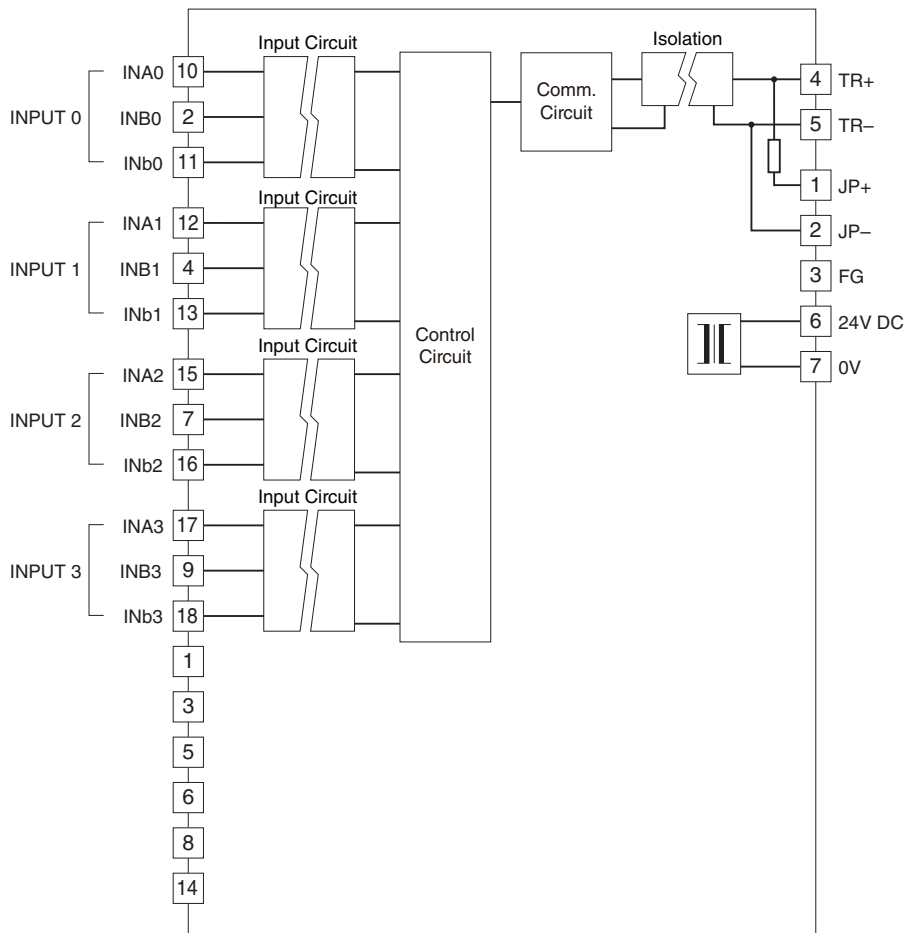 Input Circuit
Isolation
INPUT 0
INA0 10
INB0 2
INb0 11
Control
Circuit
Comm.
Circuit
4 TR+
5 TR–
1 JP+
2 JP–
3 FG
6 24V DC
7 0V
Input Circuit
INPUT 1
INA1 12
INB1 4
INb1 13
Input Circuit
INPUT 2
INA2 15
INB2 7
INb2 16
Input Circuit
INPUT 3
INA3 17
INB3 9
INb3 18
1
3
5
6
8
14